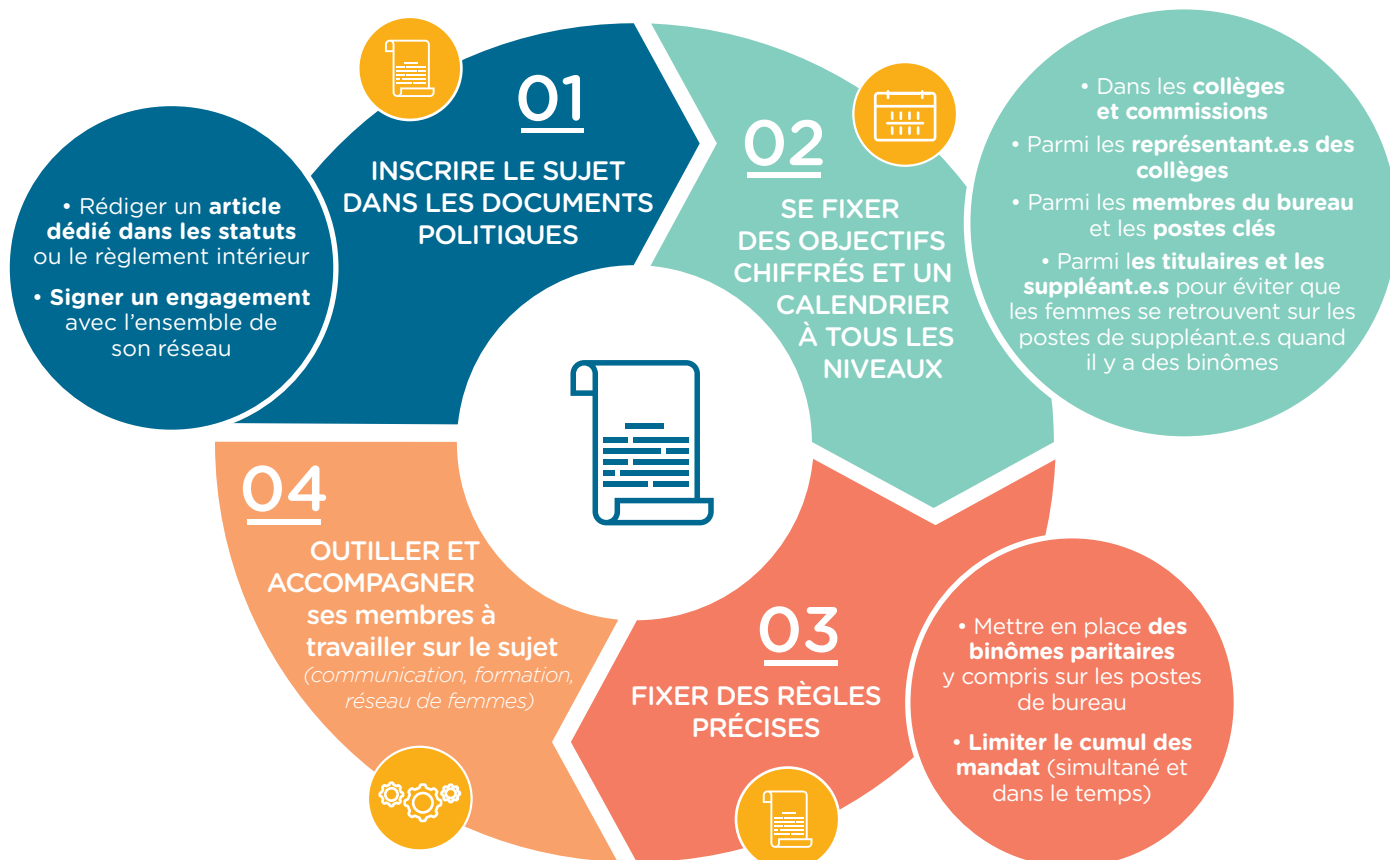 01
INSCRIRE LE SUJET
DANS LES DOCUMENTS
POLITIQUES
• Rédiger un article
dédié dans les statuts
ou le règlement intérieur
• Signer un engagement
avec l'ensemble de
son réseau
02
SE FIXER
DES OBJECTIFS
CHIFFRÉS ET UN
CALENDRIER
À TOUS LES
NIVEAUX
• Dans les collèges
et commissions
• Parmi les représentant.e.s des
collèges
• Parmi les membres du bureau
et les postes clés
• Parmi les titulaires et les
suppléant.e.s pour éviter que
les femmes se retrouvent sur les
postes de suppléant.e.s quand
il y a des binômes
03
FIXER DES RÈGLES
PRÉCISES
• Mettre en place des
binômes paritaires
y compris sur les postes
de bureau
• Limiter le cumul des
mandat (simultané et
dans le temps)
04
OUTILLER ET
ACCOMPAGNER
ses membres à
travailler sur le sujet
(communication, formation,
réseau de femmes)